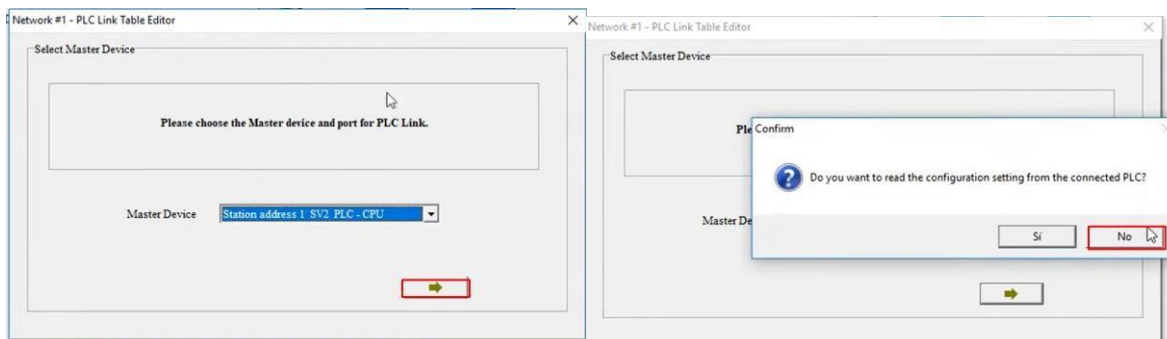 Network #1 - PLC Link Table Editor
Select Master Device
Please choose the Master device and port for PLC Link.
Master Device
Station address 1 SV2 PLC - CPU
Network #1 - PLC Link Table Editor
Select Master Device
Ple
Confirm
Do you want to read the configuration setting from the connected PLC?
Master De
Sí
No